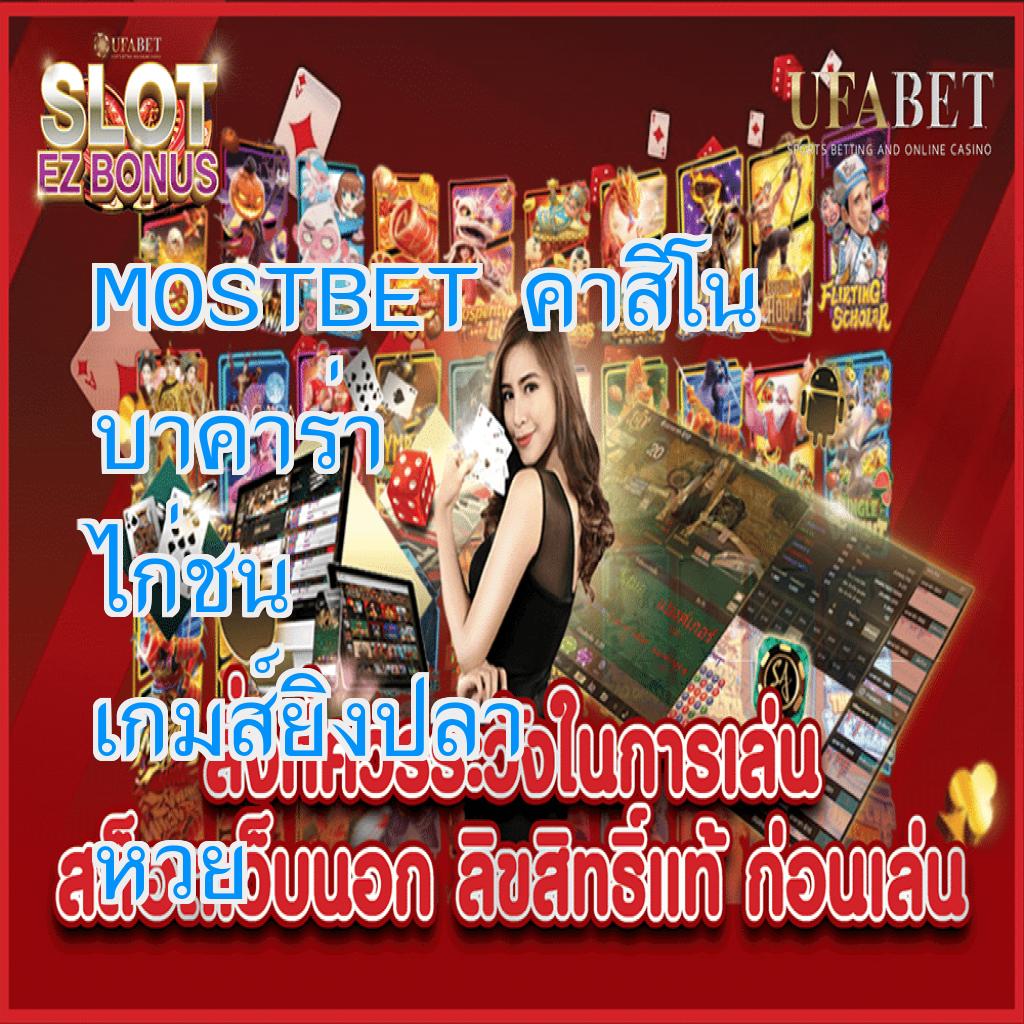 UFABET
SLOT
EZ BONUS
UFABET
SPORTS BETTING AND ONLINE CASINO
FLIRTING
SCHOLAR
MOSTBET คาสิโน
บาคาร่า
ไก่ชน
เกมส์ยิงปลา
ในการเล่น
หวย
ลิขสิทธิ์แท้ ก่อนเล่น